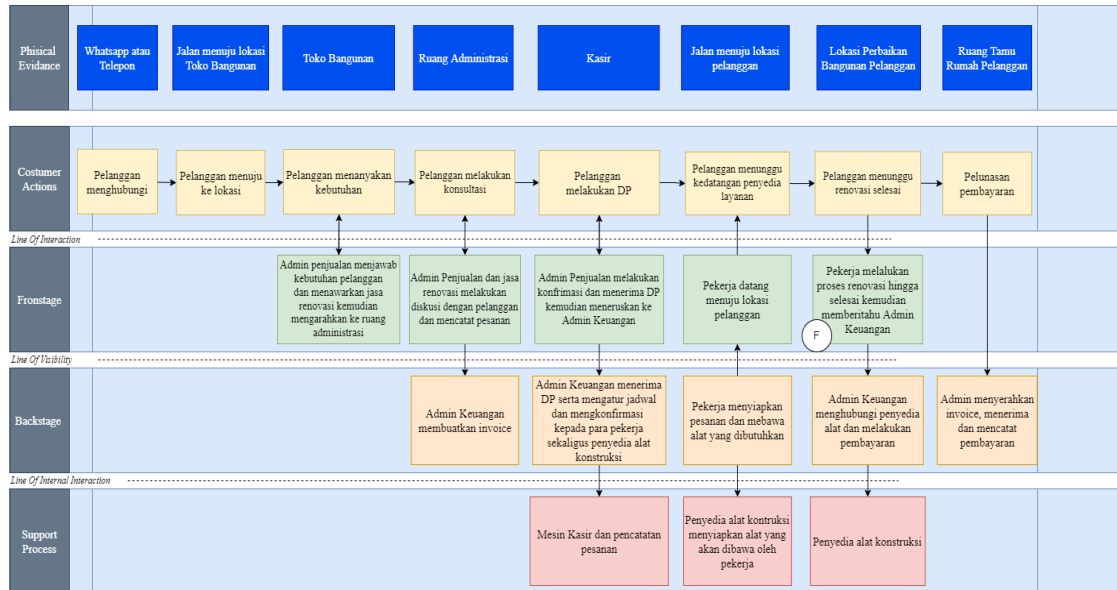 Phisical
Evidance
Whatsapp atau
Telepon
Jalan menuju lokasi
Toko Bangunan
Toko Bangunan
Ruang Administrasi
Kasir
Jalan menuju lokasi
pelanggan
Lokasi Perbaikan
Bangunan Pelanggan
Ruang Tamu
Rumah Pelanggan
Costumer
Actions
Pelanggan
menghubungi
Pelanggan menuju
ke lokasi
Pelanggan menanyakan
kebutuhan
Pelanggan melakukan
konsultasi
Pelanggan
melakukan DP
Pelanggan menunggu
kedatangan penyedia
layanan
Pelanggan menunggu
renovasi selesai
Pelunasan
pembayaran
Line Of Interaction
Fronstage
Admin penjualan menjawab
kebutuhan pelanggan
dan menawarkan jasa
renovasi kemudian
mengarahkan ke ruang
administrasi
Admin Penjualan dan jasa
renovasi melakukan
diskusi dengan pelanggan
dan mencatat pesanan
Admin Penjualan melakukan
konfrimasi dan menerima DP
kemudian meneruskan ke
Admin Keuangan
Pekerja datang
menuju lokasi
pelanggan
Pekerja melalukan
proses renovasi hingga
selesai kemudian
memberitahu Admin
Keuangan
F
Line Of Visibility
Backstage
Admin Keuangan
membuatkan invoice
Admin Keuangan menerima
DP serta mengatur jadwal
dan mengkonfirmasi
kepada para pekerja
sekaligus penyedia alat
konstruksi
Pekerja menyiapkan
pesanan dan mebawa
alat yang dibutuhkan
Admin Keuangan
menghubungi penyedia
alat dan melakukan
pembayaran
Admin menyerahkan
invoice, menerima
dan mencatat
pembayaran
Line Of Internal Interaction
Support
Process
Mesin Kasir dan pencatatan
pesanan
Penyedia alat kontruksi
menyiapkan alat yang
akan dibawa oleh
pekerja
Penyedia alat konstruksi